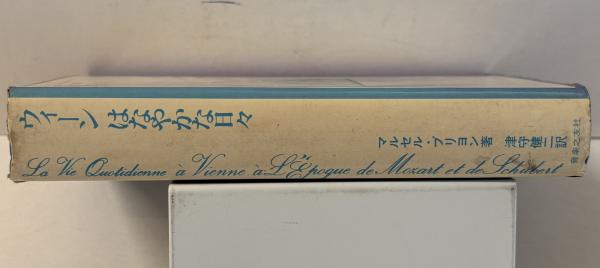 ウィーン はなやかな日々
マルセル・ブリヨン著 津守健二訳
音楽之友社
La Vie Quotidienne à Vienne à L'Époque de Mozart et de Schubert